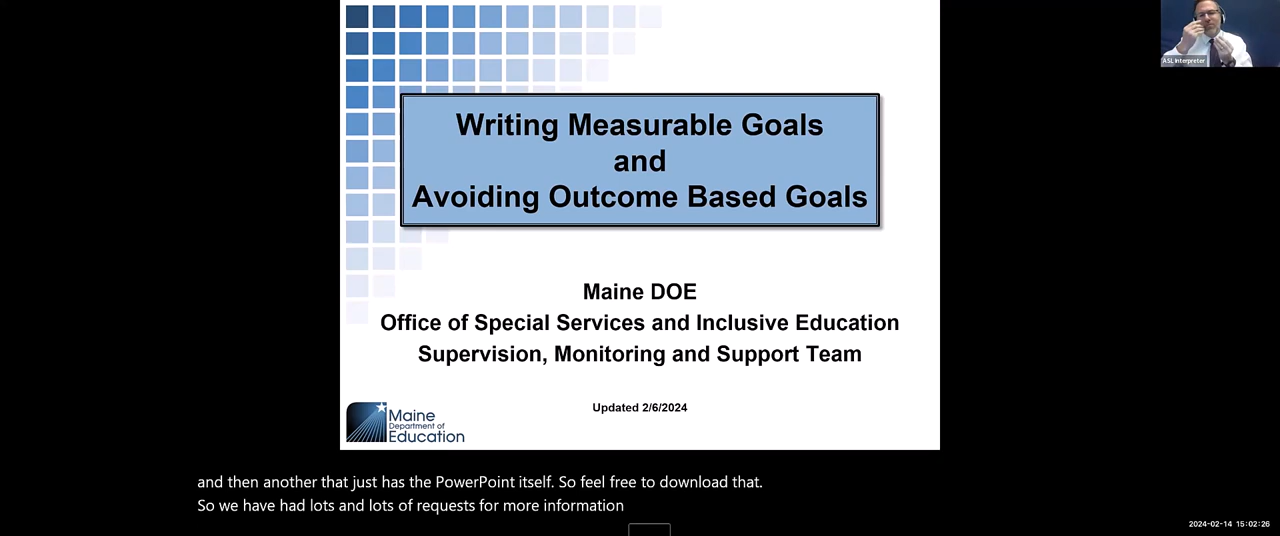 ASL Interpreter
Writing Measurable Goals
and
Avoiding Outcome Based Goals
Maine DOE
Office of Special Services and Inclusive Education
Supervision, Monitoring and Support Team
Updated 2/6/2024
Maine
Department of
Education
and then another that just has the PowerPoint itself. So feel free to download that.
So we have had lots and lots of requests for more information
2024-02-14 15:02:26